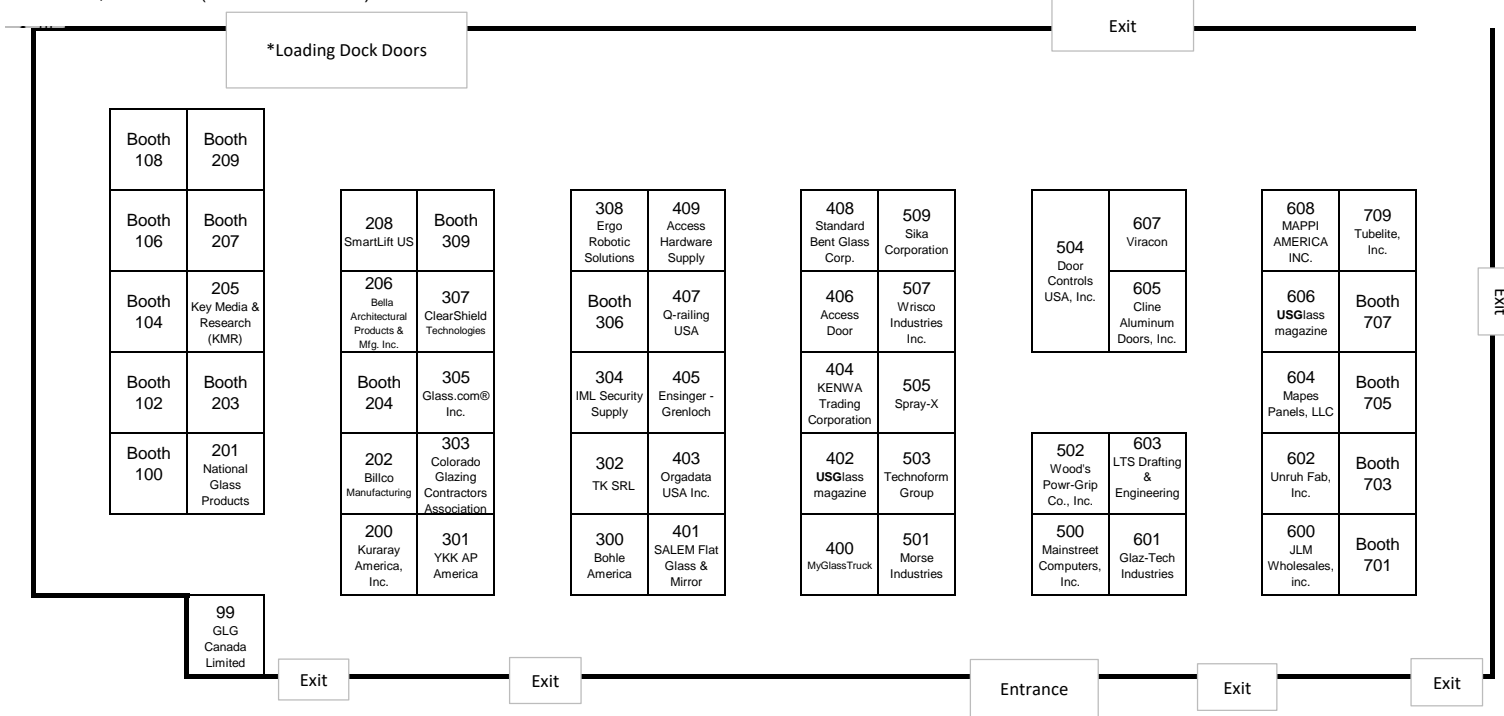 *Loading Dock Doors
Exit
Booth
108
Booth
209
Booth
106
Booth
207
Booth
104
205
Key Media &
Research
(KMR)
Booth
102
Booth
203
Booth
100
201
National
Glass
Products
99
GLG
Canada
Limited
208
SmartLift US
Booth
309
206
Bella
Architectural
Products &
Mfg. Inc.
307
ClearShield
Technologies
Booth
204
305
Glass.com®
Inc.
202
Billco
Manufacturing
303
Colorado
Glazing
Contractors
Association
200
Kuraray
America,
Inc.
301
YKK AP
America
308
Ergo
Robotic
Solutions
409
Access
Hardware
Supply
Booth
306
407
Q-railing
USA
304
IML Security
Supply
405
Ensinger -
Grenloch
302
TK SRL
403
Orgadata
USA Inc.
300
Bohle
America
401
SALEM Flat
Glass &
Mirror
408
Standard
Bent Glass
Corp.
509
Sika
Corporation
406
Access
Door
507
Wrisco
Industries
Inc.
404
KENWA
Trading
Corporation
505
Spray-X
402
USGlass
magazine
503
Technoform
Group
400
MyGlassTruck
501
Morse
Industries
504
Door
Controls
USA, Inc.
607
Viracon
605
Cline
Aluminum
Doors, Inc.
502
Wood's
Powr-Grip
Co., Inc.
603
LTS Drafting
&
Engineering
500
Mainstreet
Computers,
Inc.
601
Glaz-Tech
Industries
608
MAPPI
AMERICA
INC.
709
Tubelite,
Inc.
606
USGlass
magazine
Booth
707
604
Mapes
Panels, LLC
Booth
705
602
Unruh Fab,
Inc.
Booth
703
600
JLM
Wholesales,
inc.
Booth
701
Exit
Exit
Exit
Entrance
Exit
Exit